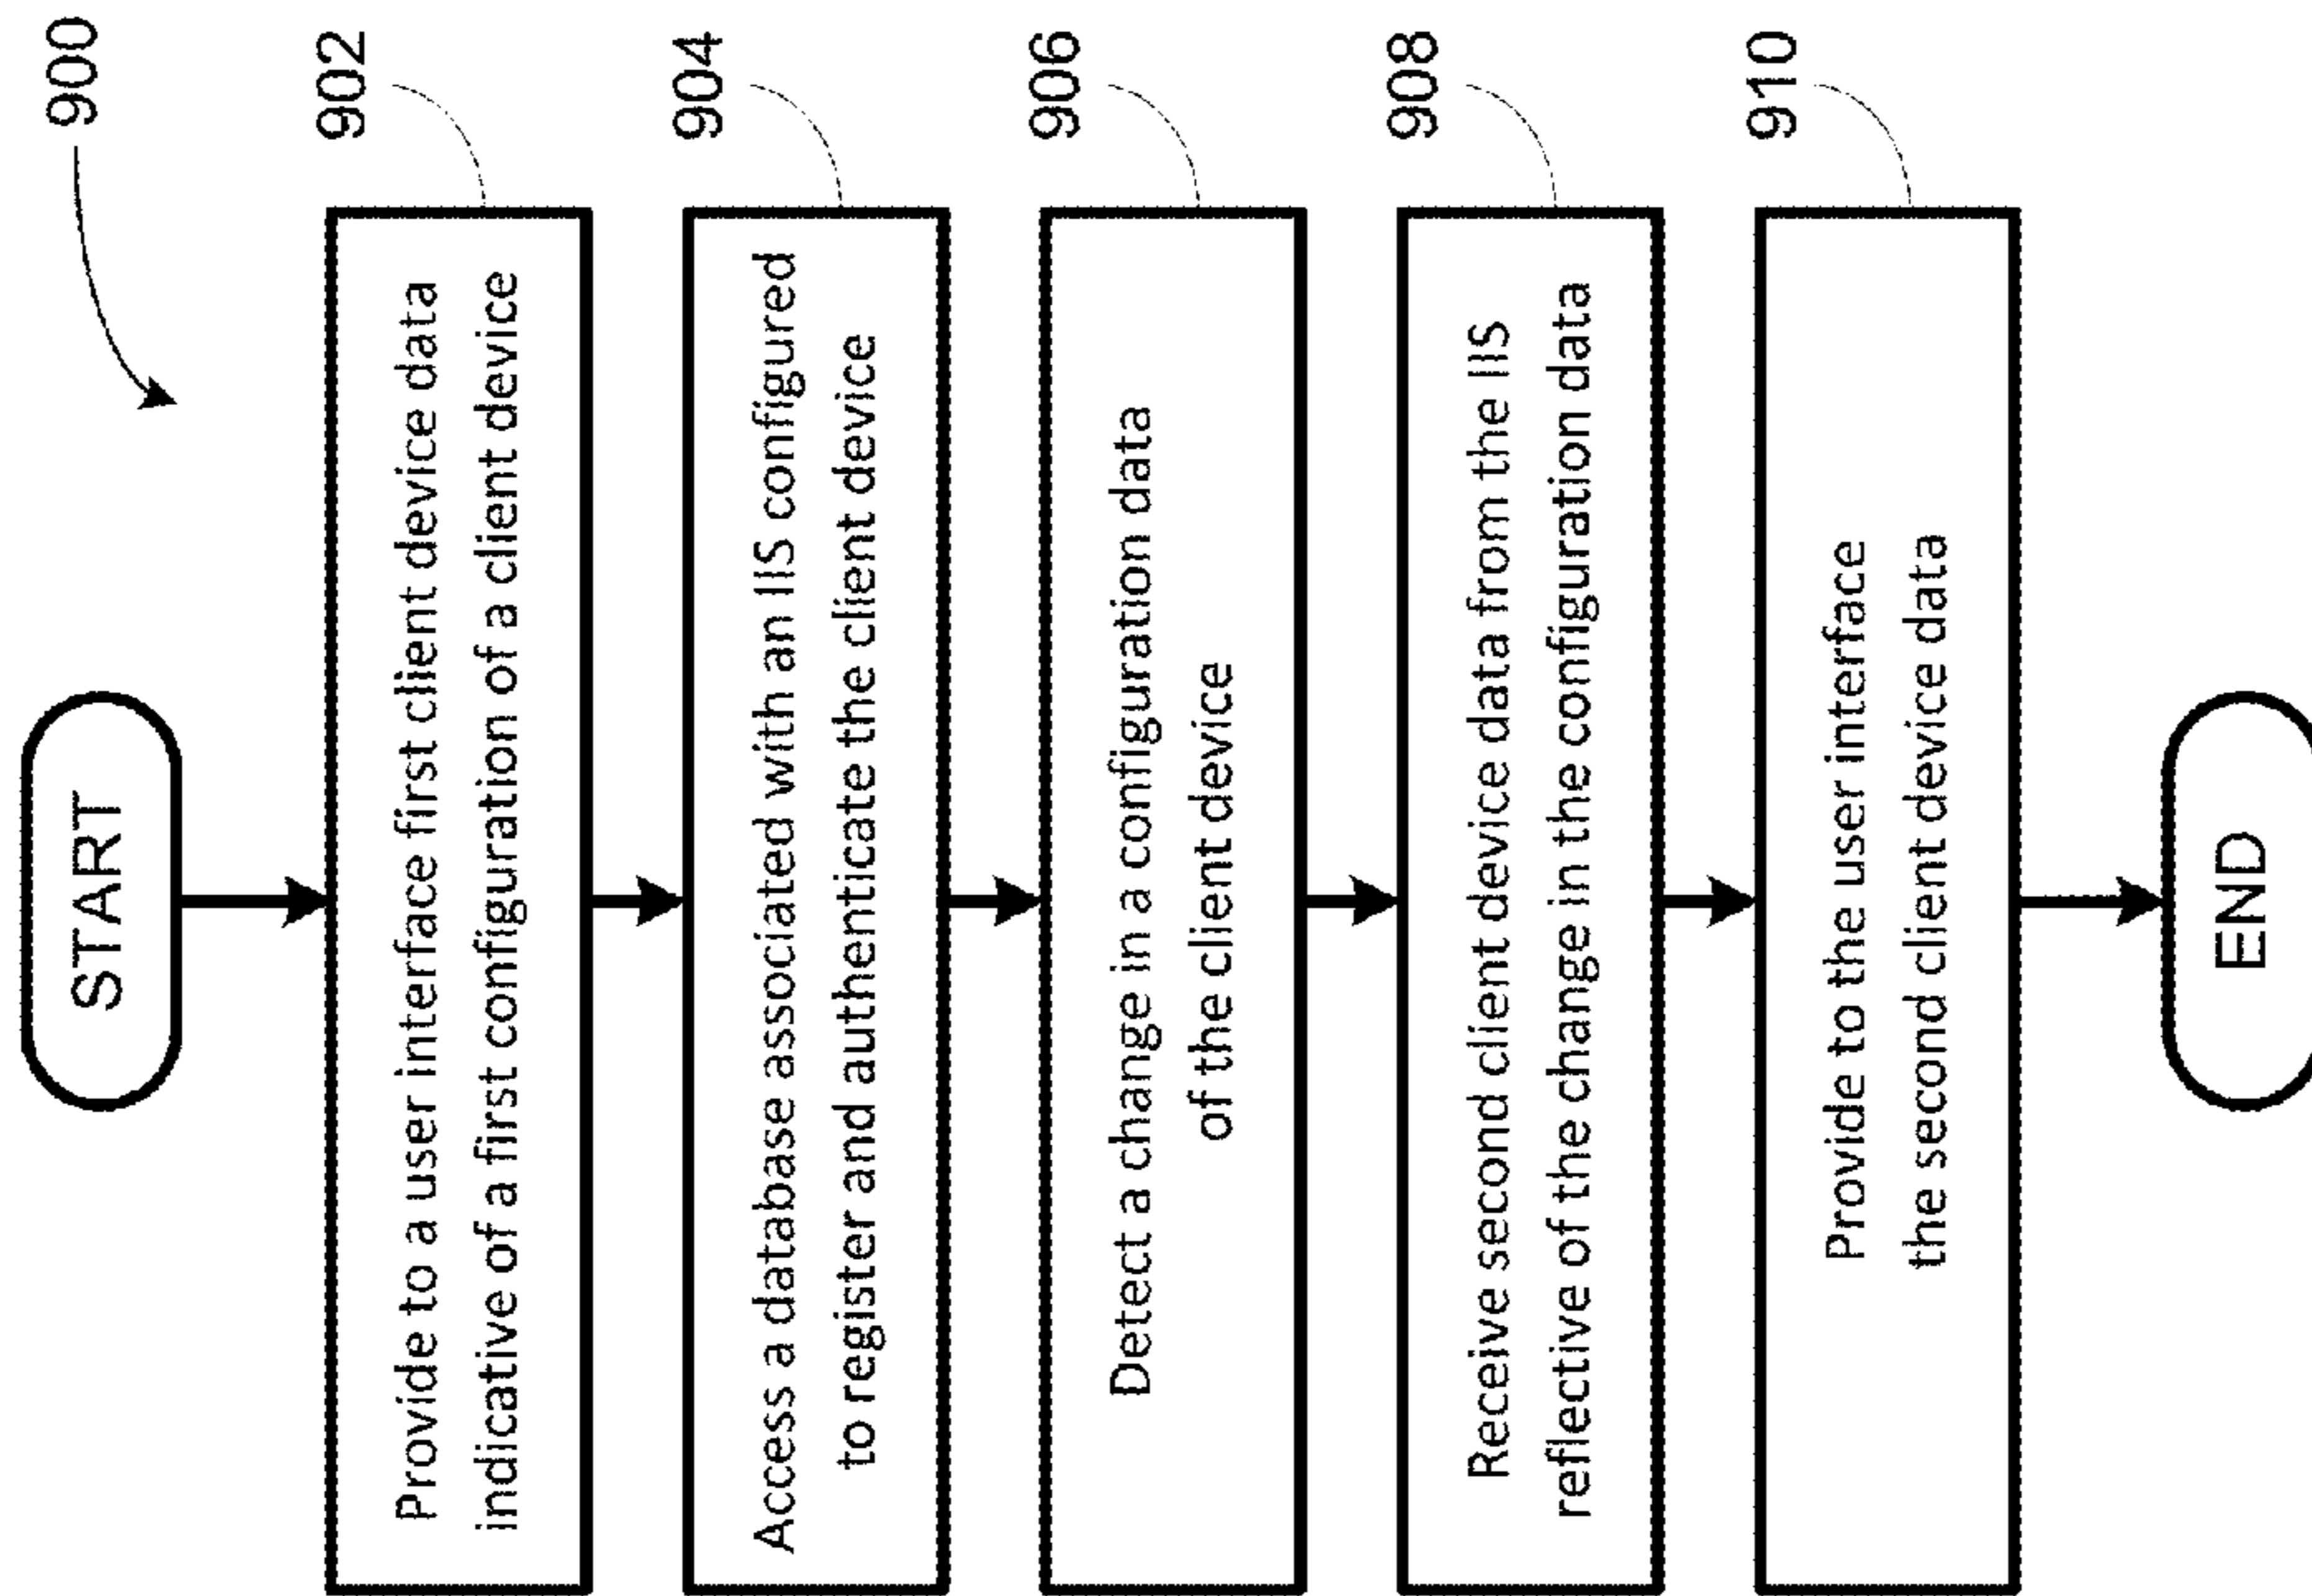 900
START
902
Provide to a user interface first client device data
indicative of a first configuration of a client device
904
Access a database associated with an IIS configured
to register and authenticate the client device
906
Detect a change in a configuration data
of the client device
908
Receive second client device data from the IIS
reflective of the change in the configuration data
910
Provide to the user interface
the second client device data
END